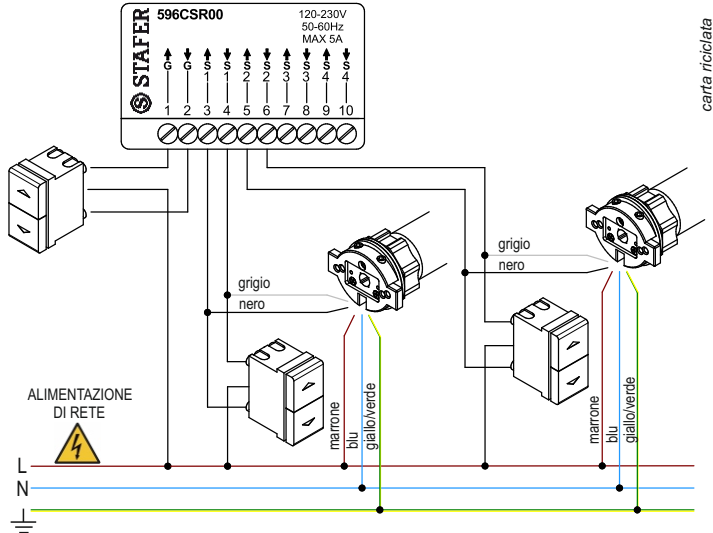 STAFER
596CSR00
120-230V
50-60Hz
MAX 5A
G G S S S S S S S S
1 1 2 2 3 3 4 4
1 2 3 4 5 6 7 8 9 10
carta riciclata
grigio
nero
grigio
nero
marrone
blu
giallo/verde
marrone
blu
giallo/verde
ALIMENTAZIONE
DI RETE
L
N